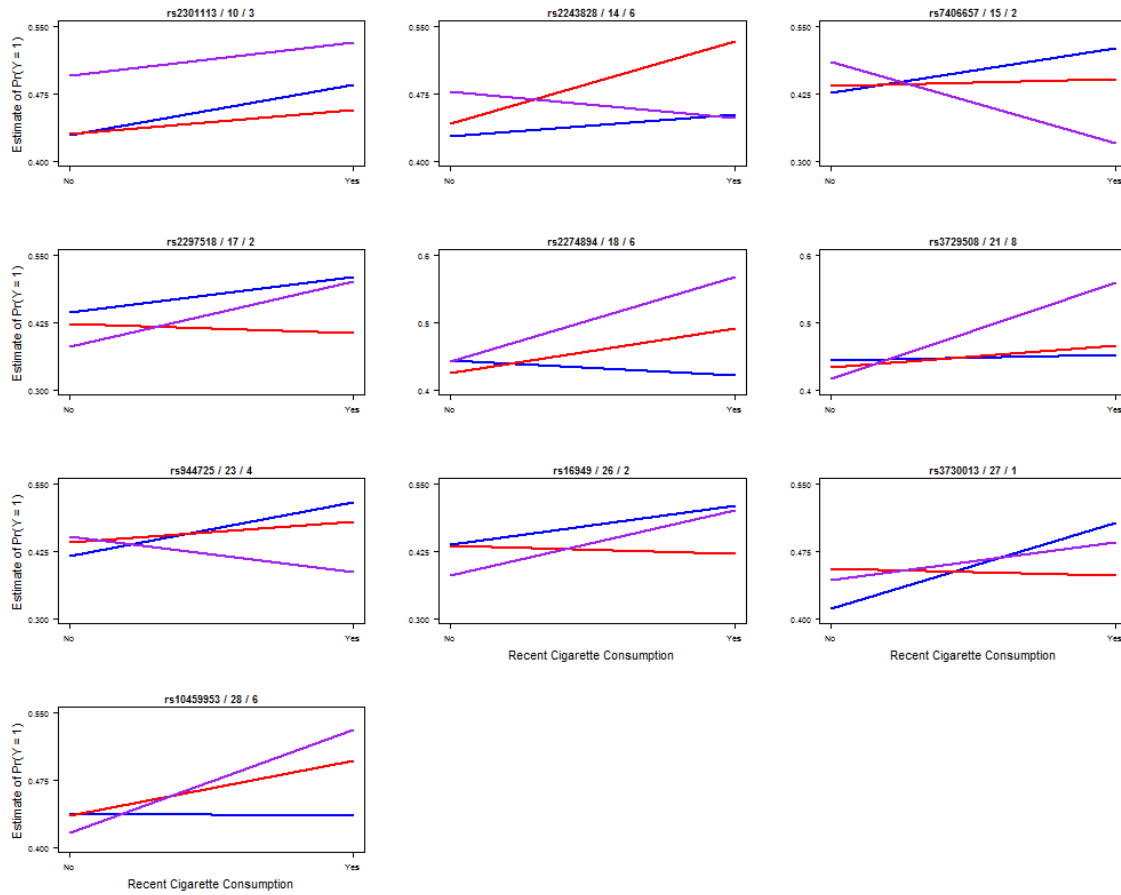 rs2301113 / 10 / 3
Estimate of Pr(Y = 1)
0.550
0.475
0.400
No
Yes
rs2243828 / 14 / 6
0.550
0.475
0.400
No
Yes
rs7406657 / 15 / 2
0.550
0.425
0.300
No
Yes
rs2297518 / 17 / 2
Estimate of Pr(Y = 1)
0.550
0.425
0.300
No
Yes
rs2274894 / 18 / 6
0.6
0.5
0.4
No
Yes
rs3729508 / 21 / 8
0.6
0.5
0.4
No
Yes
rs944725 / 23 / 4
Estimate of Pr(Y = 1)
0.550
0.425
0.300
No
Yes
rs16949 / 26 / 2
0.550
0.425
0.300
No
Yes
Recent Cigarette Consumption
rs3730013 / 27 / 1
0.550
0.475
0.400
No
Yes
Recent Cigarette Consumption
rs10459953 / 28 / 6
Estimate of Pr(Y = 1)
0.550
0.475
0.400
No
Yes
Recent Cigarette Consumption